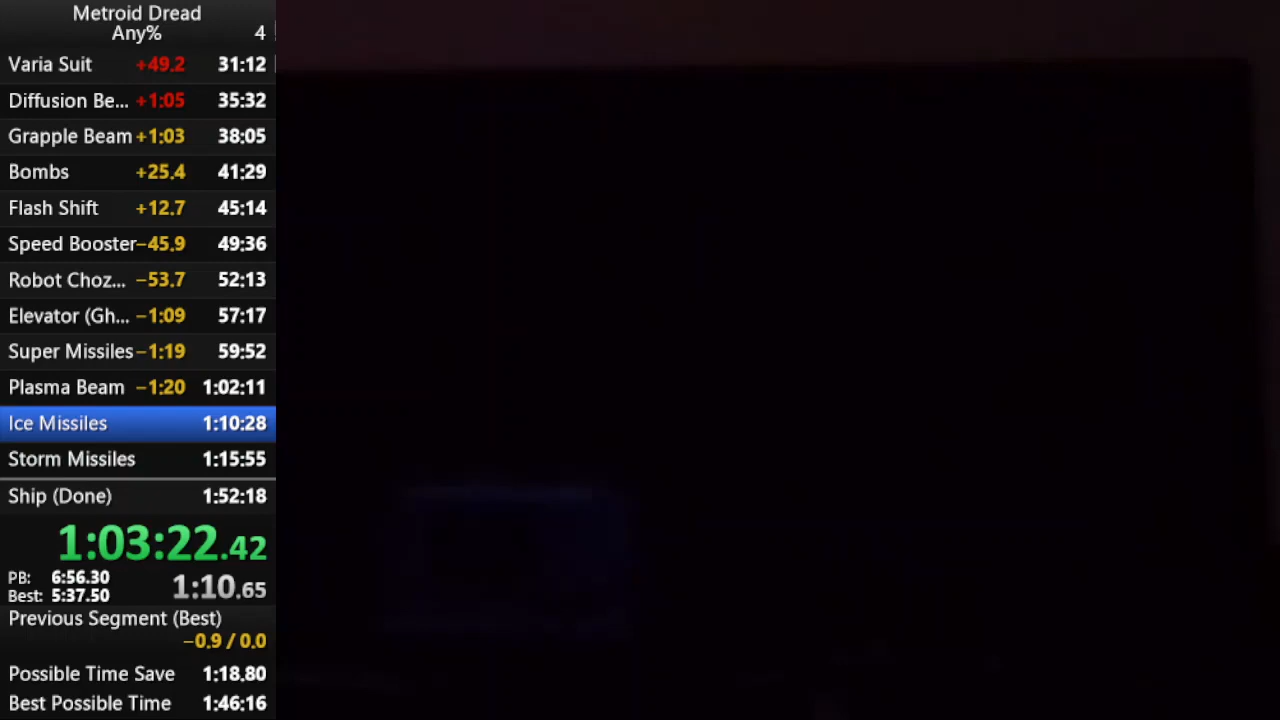 Metroid Dread
Any% 4
Varia Suit +49.2 31:12
Diffusion Be... +1:05 35:32
Grapple Beam +1:03 38:05
Bombs +25.4 41:29
Flash Shift +12.7 45:14
Speed Booster −45.9 49:36
Robot Choz... −53.7 52:13
Elevator (Gh... −1:09 57:17
Super Missiles −1:19 59:52
Plasma Beam −1:20 1:02:11
Ice Missiles 1:10:28
Storm Missiles 1:15:55
Ship (Done) 1:52:18
1:03:22.42
PB: 6:56.30
Best: 5:37.50
1:10.65
Previous Segment (Best)
−0.9 / 0.0
Possible Time Save 1:18.80
Best Possible Time 1:46:16